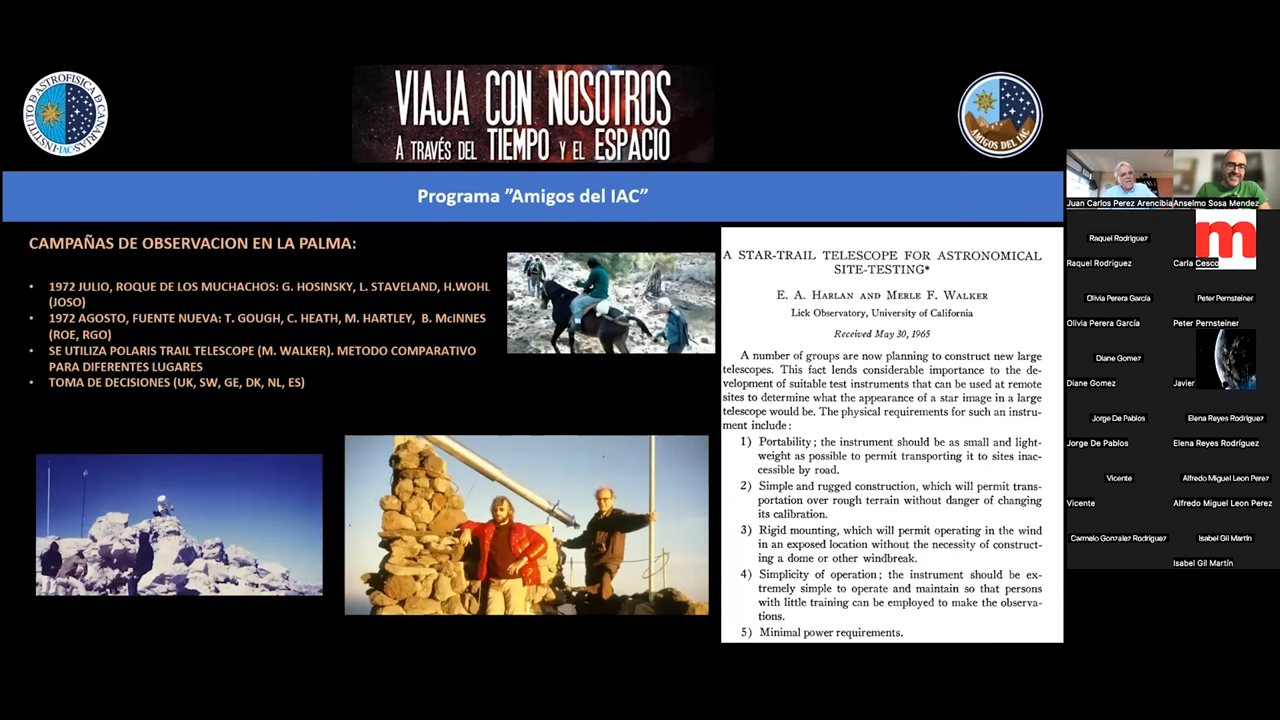 INSTITUTO DE ASTROFISICA DE CANARIAS
·IAC·
VIAJA CON NOSOTROS
A TRAVÉS DEL TIEMPO Y EL ESPACIO
AMIGOS DEL IAC
Programa ”Amigos del IAC”
CAMPAÑAS DE OBSERVACION EN LA PALMA:
• 1972 JULIO, ROQUE DE LOS MUCHACHOS: G. HOSINSKY, L. STAVELAND, H.WOHL
(JOSO)
• 1972 AGOSTO, FUENTE NUEVA: T. GOUGH, C. HEATH, M. HARTLEY, B. McINNES
(ROE, RGO)
• SE UTILIZA POLARIS TRAIL TELESCOPE (M. WALKER). METODO COMPARATIVO
PARA DIFERENTES LUGARES
• TOMA DE DECISIONES (UK, SW, GE, DK, NL, ES)
A STAR-TRAIL TELESCOPE FOR ASTRONOMICAL
SITE-TESTING*
E. A. HARLAN AND MERLE F. WALKER
Lick Observatory, University of California
Received May 30, 1965
A number of groups are now planning to construct new large
telescopes. This fact lends considerable importance to the de-
velopment of suitable test instruments that can be used at remote
sites to determine what the appearance of a star image in a large
telescope would be. The physical requirements for such an instru-
ment include:
1) Portability; the instrument should be as small and light-
weight as possible to permit transporting it to sites inac-
cessible by road.
2) Simple and rugged construction, which will permit trans-
portation over rough terrain without danger of changing
its calibration.
3) Rigid mounting, which will permit operating in the wind
in an exposed location without the necessity of construct-
ing a dome or other windbreak.
4) Simplicity of operation; the instrument should be ex-
tremely simple to operate and maintain so that persons
with little training can be employed to make the observa-
tions.
5) Minimal power requirements.
Juan Carlos Perez Arencibia
Anselmo Sosa Mendez
Raquel Rodriguez
m
Raquel Rodriguez
Carla Cesco
Olivia Perera García
Peter Pernsteiner
Olivia Perera García
Peter Pernsteiner
Diane Gomez
Diane Gomez
Javier
Jorge De Pablos
Elena Reyes Rodríguez
Jorge De Pablos
Elena Reyes Rodríguez
Vicente
Alfredo Miguel Leon Perez
Vicente
Alfredo Miguel Leon Perez
Carmelo Gonzalez Rodriguez
Isabel Gil Martín
Isabel Gil Martín